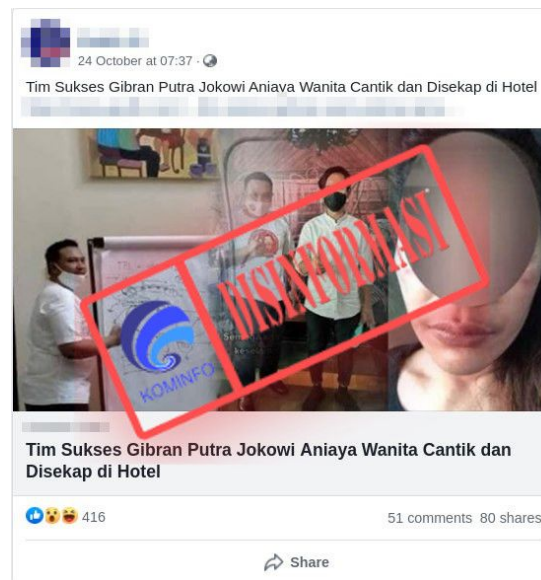 24 October at 07:37 ·
Tim Sukses Gibran Putra Jokowi Aniaya Wanita Cantik dan Disekap di Hotel
DISINFORMASI
KOMINFO
Tim Sukses Gibran Putra Jokowi Aniaya Wanita Cantik dan
Disekap di Hotel
416
51 comments 80 shares
Share